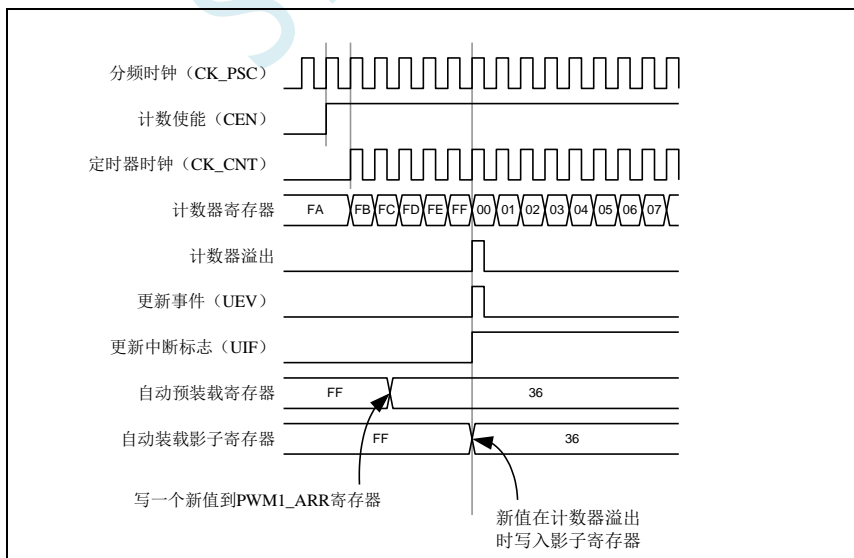 分频时钟（CK_PSC）
计数使能（CEN）
定时器时钟（CK_CNT）
计数器寄存器 FA FB FC FD FE FF 00 01 02 03 04 05 06 07
计数器溢出
更新事件（UEV）
更新中断标志（UIF）
自动预装载寄存器 FF 36
自动装载影子寄存器 FF 36
写一个新值到PWM1_ARR寄存器
新值在计数器溢出
时写入影子寄存器